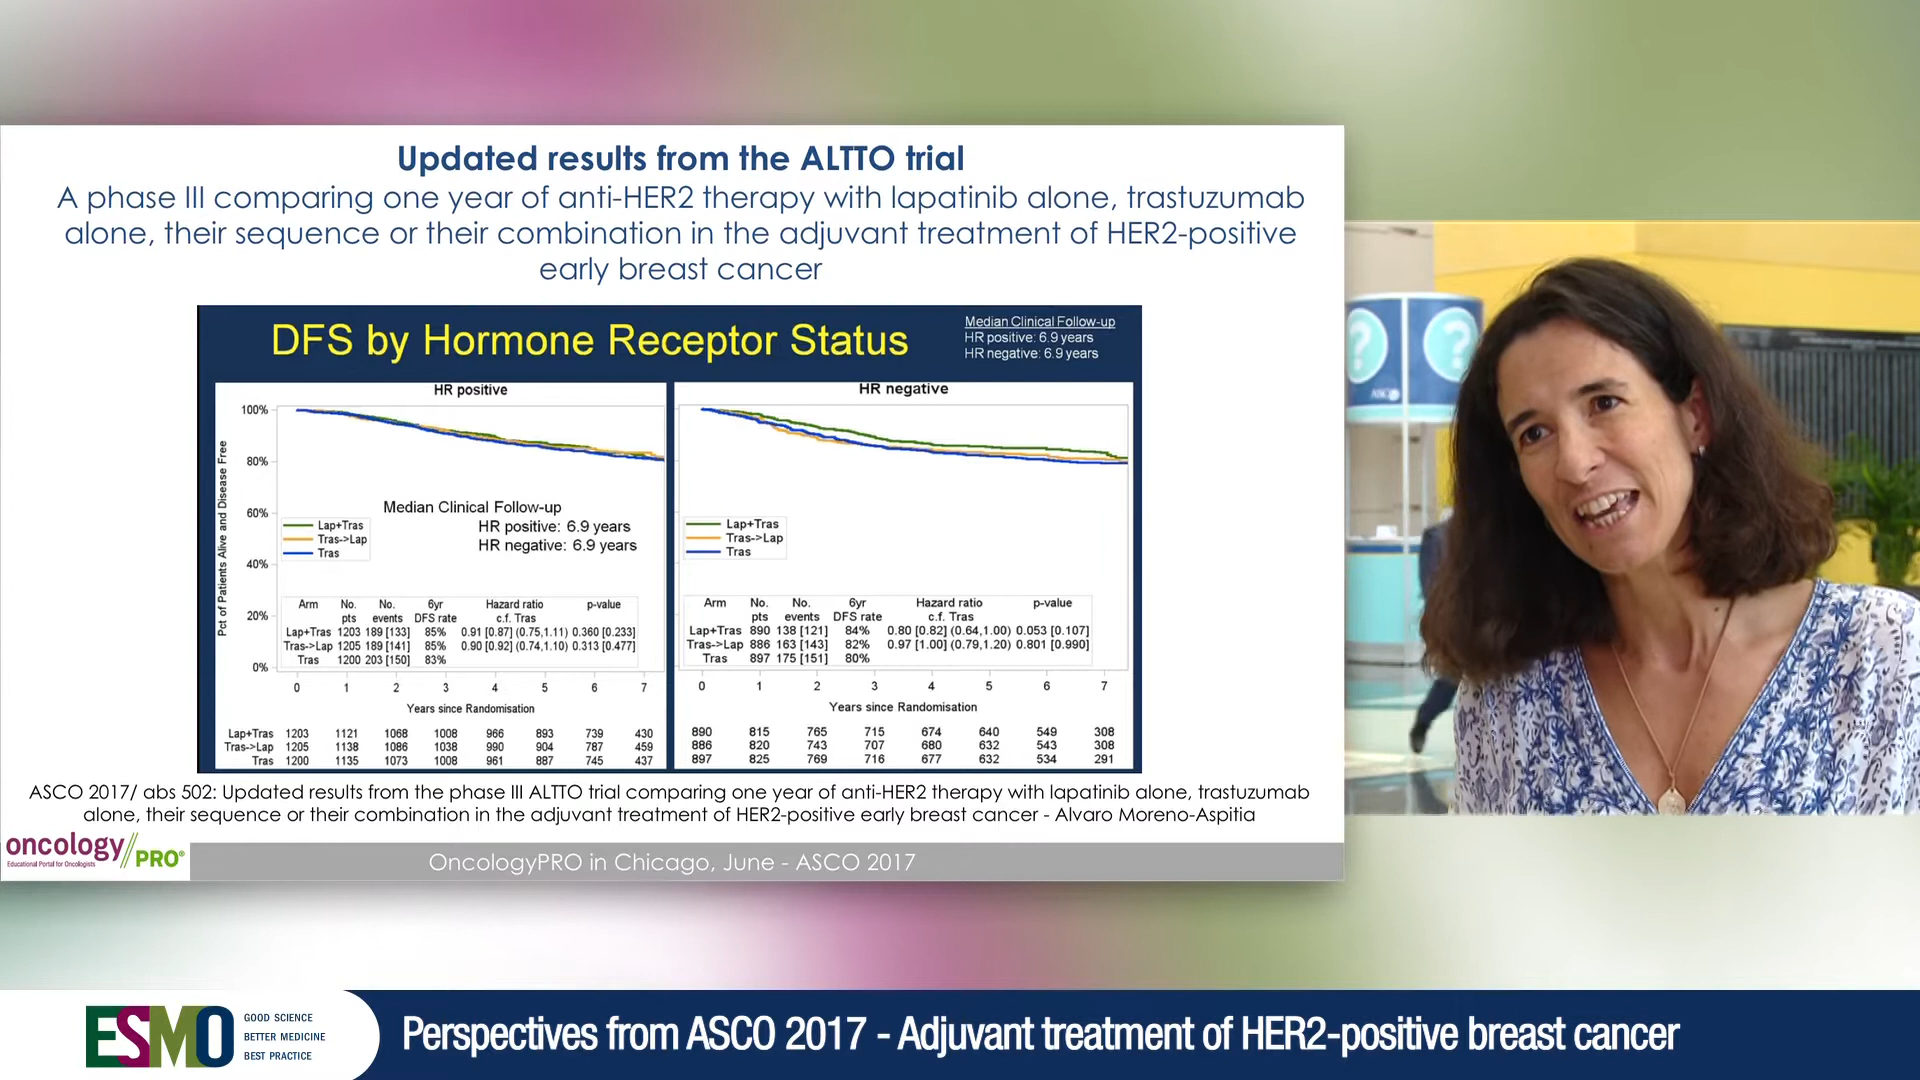 Updated results from the ALTTO trial
A phase III comparing one year of anti-HER2 therapy with lapatinib alone, trastuzumab
alone, their sequence or their combination in the adjuvant treatment of HER2-positive
early breast cancer
DFS by Hormone Receptor Status
Median Clinical Follow-up
HR positive: 6.9 years
HR negative: 6.9 years
HR positive
Pct of Patients Alive and Disease Free
100%
80%
60%
40%
20%
0%
Median Clinical Follow-up
HR positive: 6.9 years
HR negative: 6.9 years
Lap+Tras
Tras->Lap
Tras
Arm No. No. 6yr Hazard ratio p-value
pts events DFS rate c.f. Tras
Lap+Tras 1203 189 [133] 85% 0.91 [0.87] (0.75,1.11) 0.360 [0.233]
Tras->Lap 1205 189 [141] 85% 0.90 [0.92] (0.74,1.10) 0.313 [0.477]
Tras 1200 203 [150] 83%
0 1 2 3 4 5 6 7
Years since Randomisation
Lap+Tras 1203 1121 1068 1008 966 893 739 430
Tras->Lap 1205 1138 1086 1038 990 904 787 459
Tras 1200 1135 1073 1008 961 887 745 437
HR negative
Lap+Tras
Tras->Lap
Tras
Arm No. No. 6yr Hazard ratio p-value
pts events DFS rate c.f. Tras
Lap+Tras 890 138 [121] 84% 0.80 [0.82] (0.64,1.00) 0.053 [0.107]
Tras->Lap 886 163 [143] 82% 0.97 [1.00] (0.79,1.20) 0.801 [0.990]
Tras 897 175 [151] 80%
0 1 2 3 4 5 6 7
Years since Randomisation
890 815 765 715 674 640 549 308
886 820 743 707 680 632 543 308
897 825 769 716 677 632 534 291
ASCO 2017/ abs 502: Updated results from the phase III ALTTO trial comparing one year of anti-HER2 therapy with lapatinib alone, trastuzumab
alone, their sequence or their combination in the adjuvant treatment of HER2-positive early breast cancer - Alvaro Moreno-Aspitia
oncology//PRO®
Educational Portal for Oncologists
OncologyPRO in Chicago, June - ASCO 2017
?
?
ASCO
ESMO
GOOD SCIENCE
BETTER MEDICINE
BEST PRACTICE
Perspectives from ASCO 2017 - Adjuvant treatment of HER2-positive breast cancer